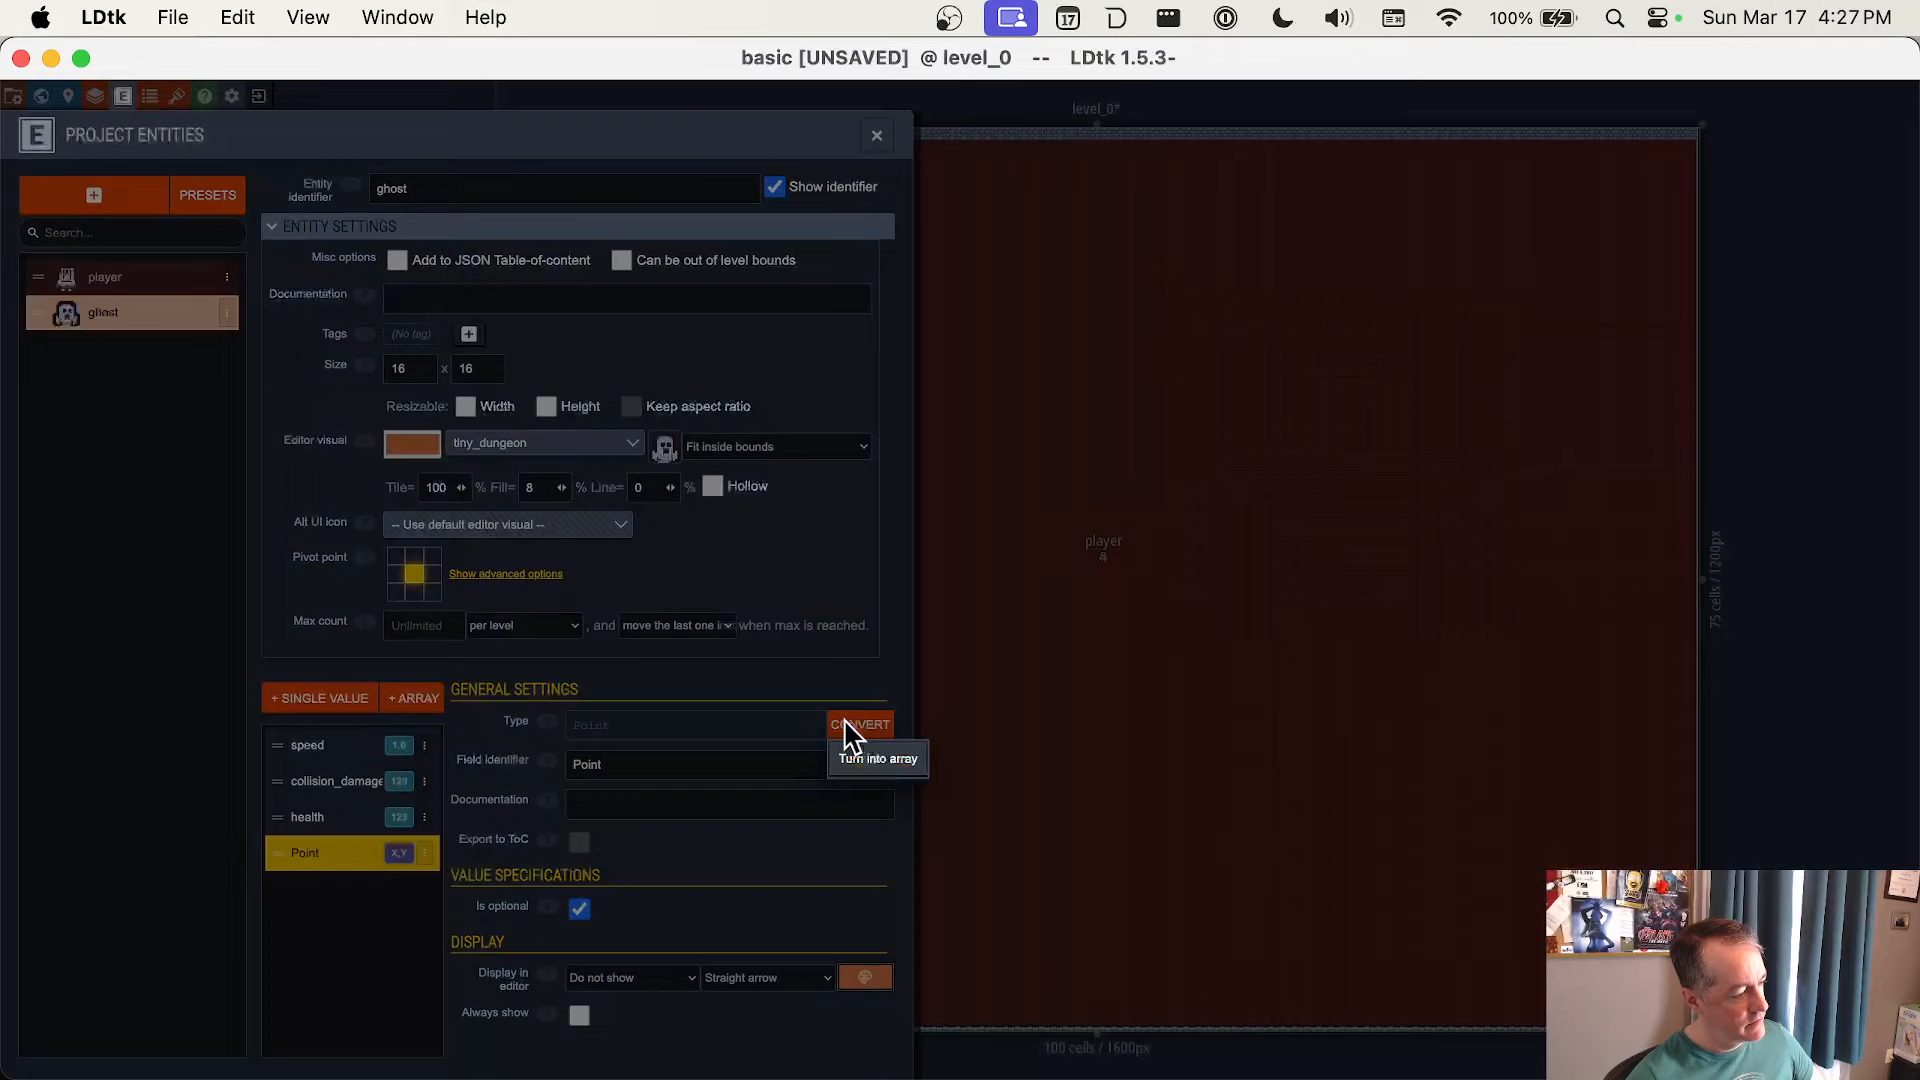 LDtk File Edit View Window Help 17 100% Sun Mar 17 4:27 PM
basic [UNSAVED] @ level_0 -- LDtk 1.5.3-
level_0*
E PROJECT ENTITIES
PRESETS
Entity identifier ghost Show identifier
Search...
ENTITY SETTINGS
Misc options Add to JSON Table-of-content Can be out of level bounds
player
ghost
Documentation
Tags (No tag)
Size 16 x 16
Resizable: Width Height Keep aspect ratio
Editor visual tiny_dungeon Fit inside bounds
Tile= 100 % Fill= 8 % Line= 0 % Hollow
Alt UI icon -- Use default editor visual --
Pivot point Show advanced options
Max count Unlimited per level , and move the last one i when max is reached.
player
75 cells / 1200px
+ SINGLE VALUE + ARRAY GENERAL SETTINGS
Type Point CONVERT
Turn into array
speed 1.0
Field Identifier Point
collision_damage 123
Documentation
health 123
Export to ToC
Point X,Y
VALUE SPECIFICATIONS
Is optional
DISPLAY
Display in editor Do not show Straight arrow
Always show
100 cells / 1600px